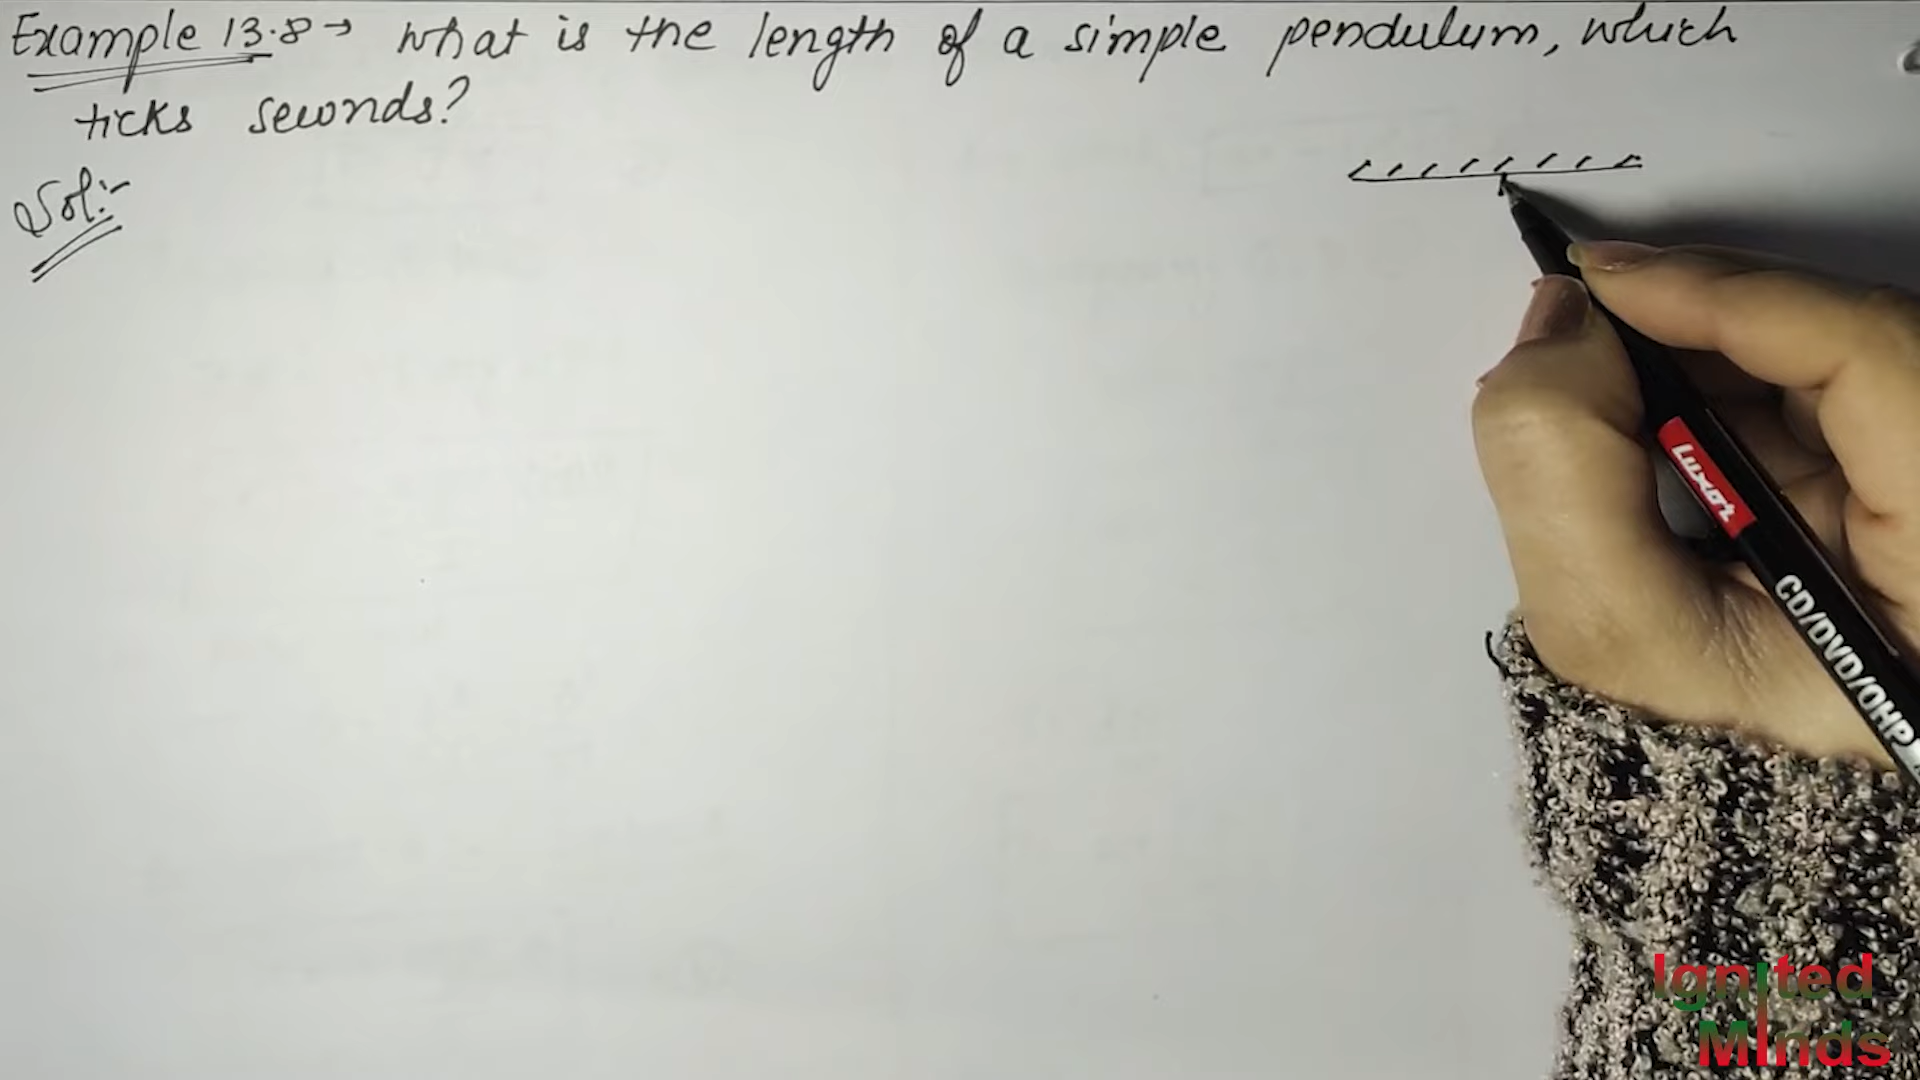 Example 13.8→ What is the length of a simple pendulum, which
ticks seconds?
Sol:-
Luxor
CD/DVD/OHP
Ignited
Minds